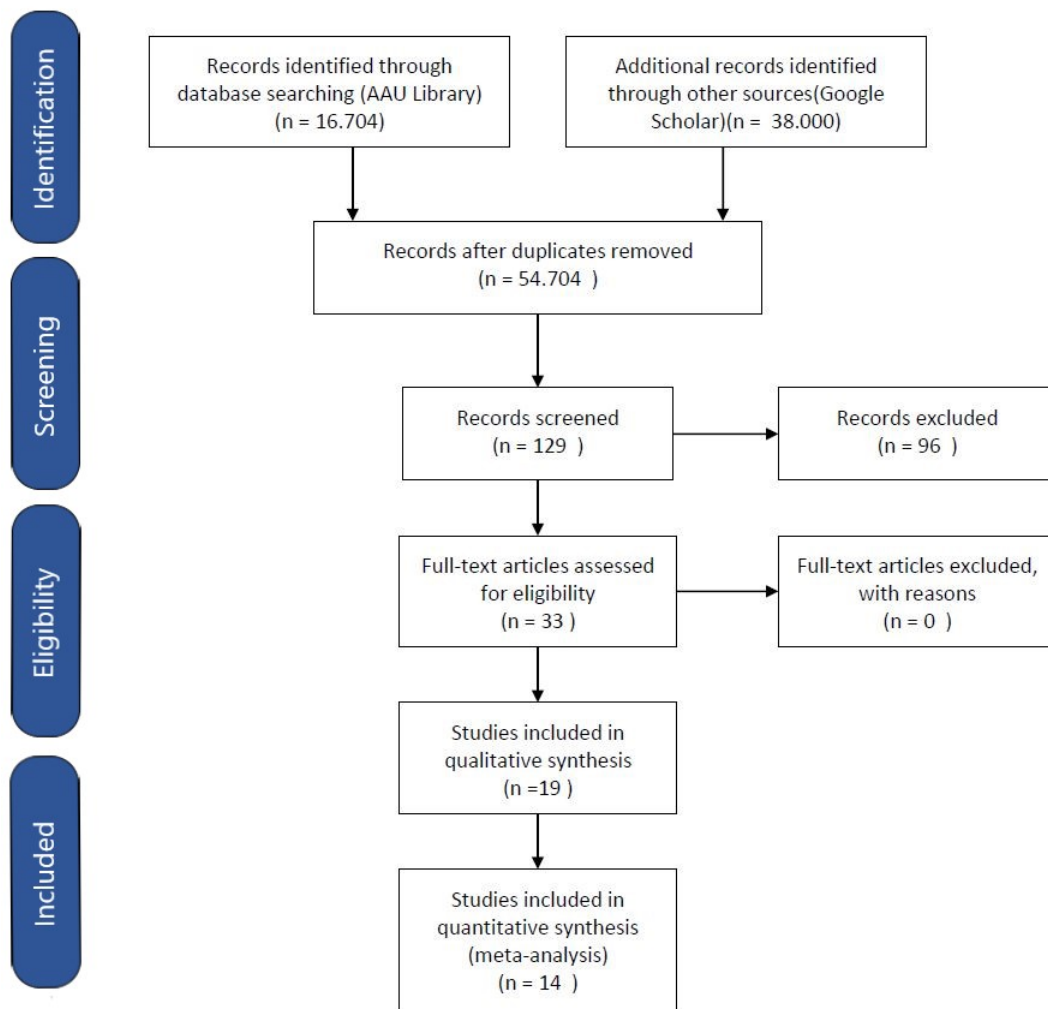 Identification
Records identified through
database searching (AAU Library)
(n = 16.704)
Additional records identified
through other sources(Google
Scholar)(n =  38.000)
Records after duplicates removed
(n = 54.704  )
Screening
Records screened
(n = 129  )
Records excluded
(n = 96  )
Eligibility
Full-text articles assessed
for eligibility
(n = 33 )
Full-text articles excluded,
with reasons
(n = 0  )
Studies included in
qualitative synthesis
(n =19 )
Included
Studies included in
quantitative synthesis
(meta-analysis)
(n = 14  )